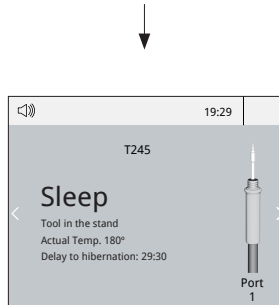 19:29
T245
Sleep
Tool in the stand
Actual Temp. 180º
Delay to hibernation: 29:30
Port
1